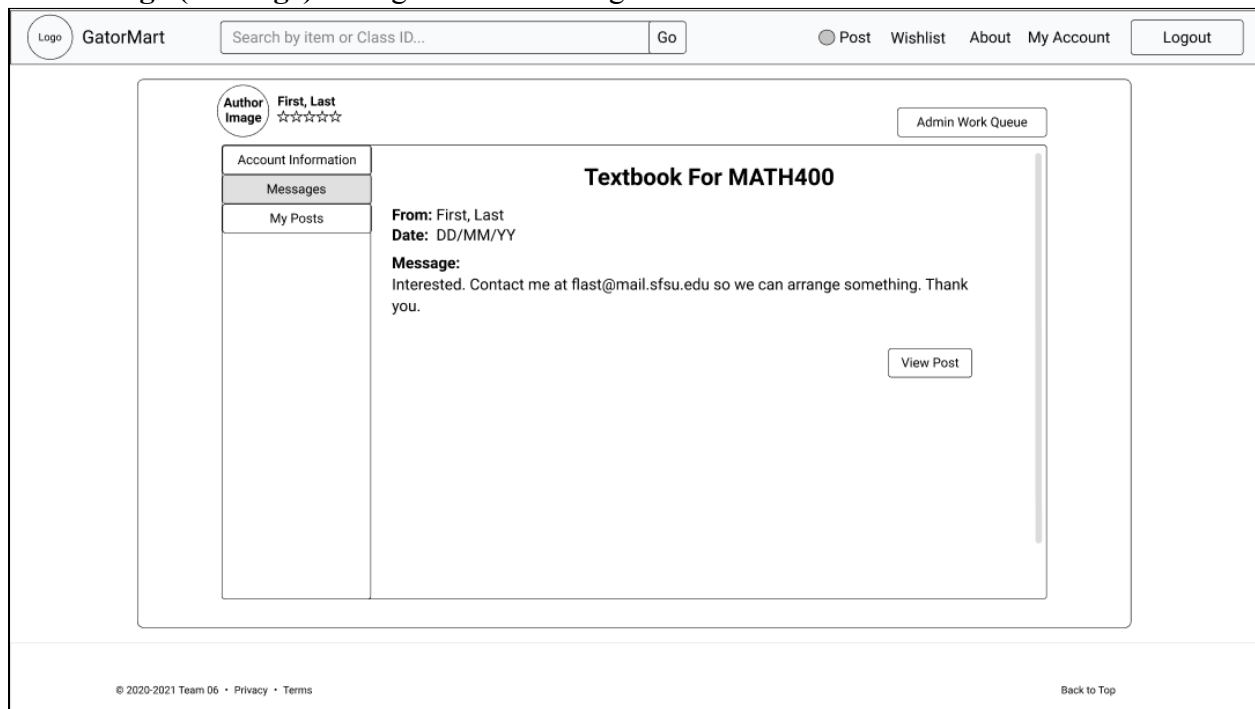 Logo GatorMart Search by item or Class ID... Go Post Wishlist About My Account Logout
Author Image
First, Last
☆☆☆☆☆
Admin Work Queue
Account Information
Messages
My Posts
Textbook For MATH400
From: First, Last
Date: DD/MM/YY
Message:
Interested. Contact me at flast@mail.sfsu.edu so we can arrange something. Thank
you.
View Post
© 2020-2021 Team 06 • Privacy • Terms
Back to Top